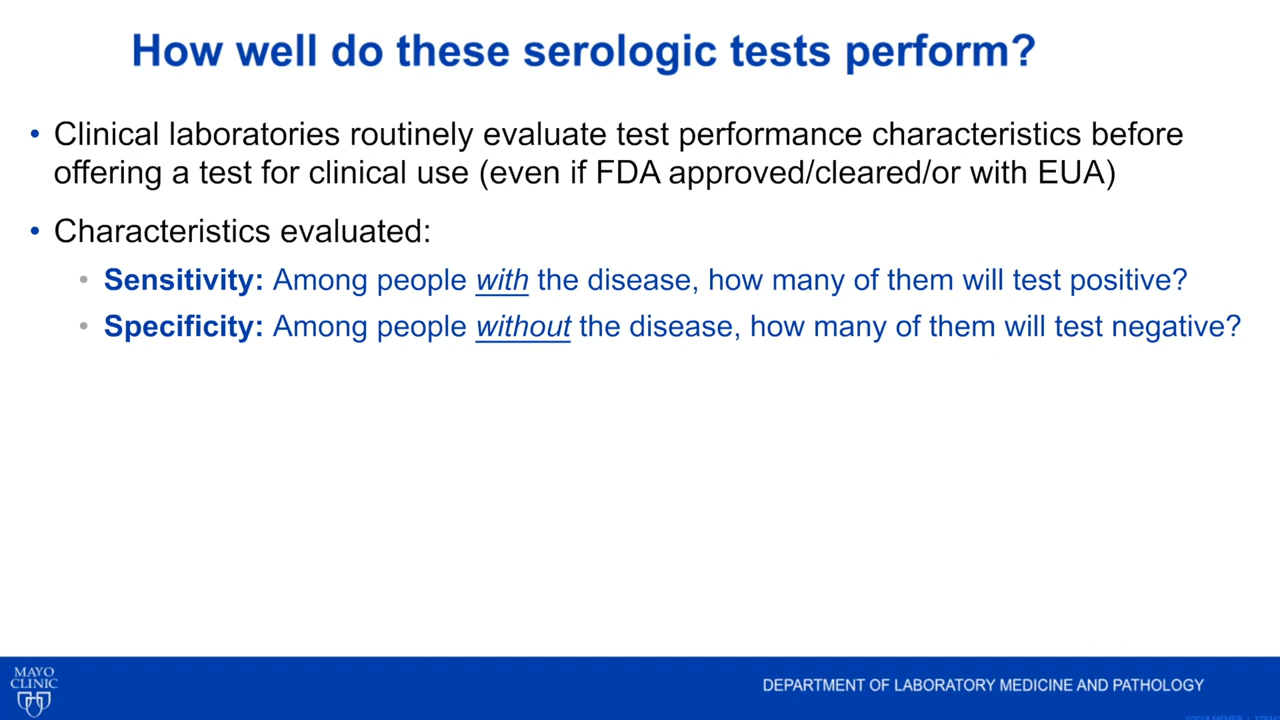 How well do these serologic tests perform?
• Clinical laboratories routinely evaluate test performance characteristics before
offering a test for clinical use (even if FDA approved/cleared/or with EUA)
• Characteristics evaluated:
• Sensitivity: Among people with the disease, how many of them will test positive?
• Specificity: Among people without the disease, how many of them will test negative?
MAYO
CLINIC
DEPARTMENT OF LABORATORY MEDICINE AND PATHOLOGY